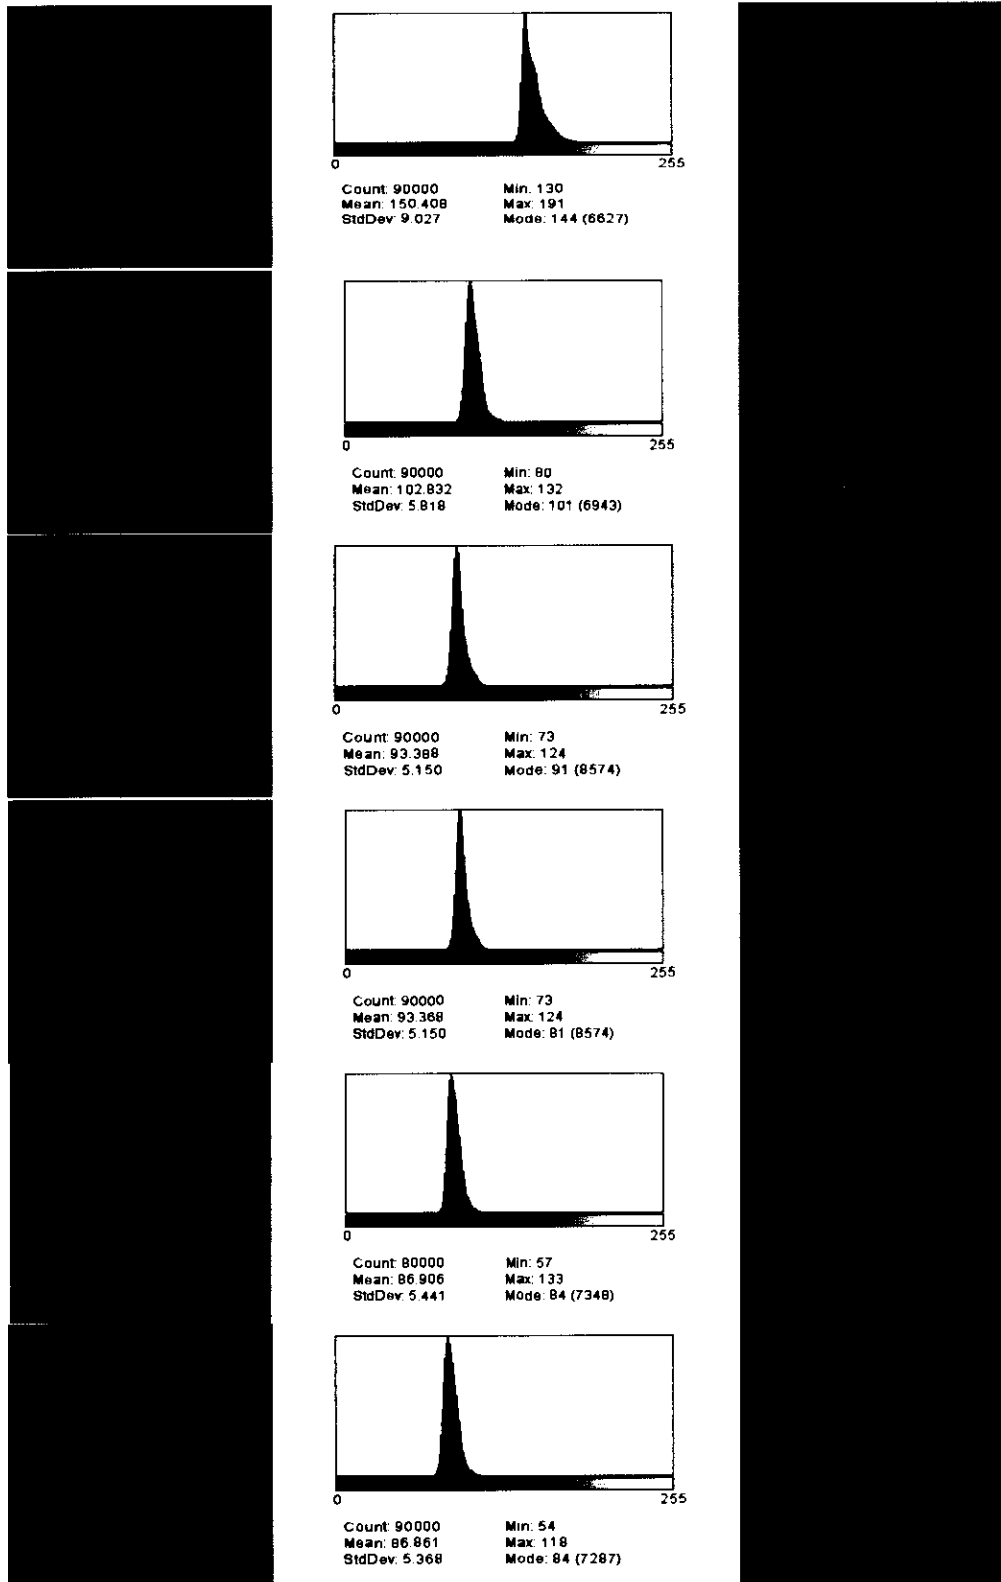 0 255
Count: 90000 Min: 130
Mean: 150.408 Max: 191
StdDev: 9.027 Mode: 144 (6627)
0 255
Count: 90000 Min: 80
Mean: 102.832 Max: 132
StdDev: 5.818 Mode: 101 (6943)
0 255
Count: 90000 Min: 73
Mean: 93.388 Max: 124
StdDev: 5.150 Mode: 91 (8574)
0 255
Count: 90000 Min: 73
Mean: 93.368 Max: 124
StdDev: 5.150 Mode: 81 (8574)
0 255
Count: 80000 Min: 57
Mean: 86.906 Max: 133
StdDev: 5.441 Mode: 84 (7348)
0 255
Count: 90000 Min: 54
Mean: 86.861 Max: 118
StdDev: 5.368 Mode: 84 (7287)